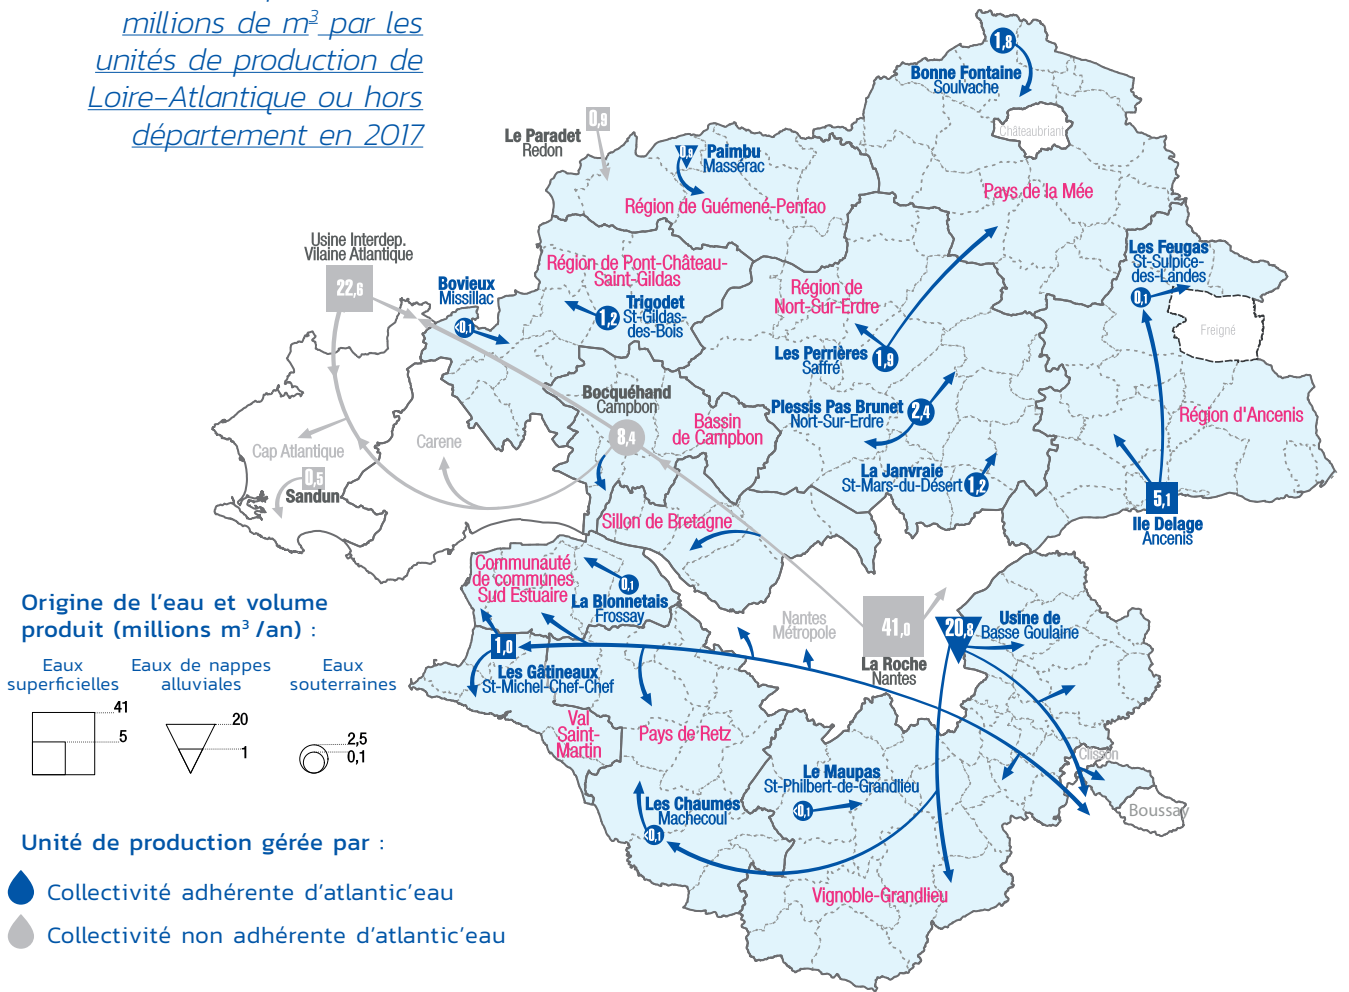 millions de m³ par les
unités de production de
Loire-Atlantique ou hors
département en 2017
1,8
Bonne Fontaine
Soulvache
Châteaubriant
0,9
Le Paradet
Redon
0,9
Paimbu
Massérac
Pays de la Mée
Région de Guémené-Penfao
Usine Interdep.
Vilaine Atlantique
22,6
Les Feugas
St-Sulpice-
des-Landes
0,1
Région de Pont-Château-
Saint-Gildas
Bovieux
Missillac
<0,1
Région de
Nort-Sur-Erdre
Trigodet
St-Gildas-
des-Bois
1,2
Freigné
Les Perrières
Saffré
1,9
Bocquéhand
Campbon
8,4
Plessis Pas Brunet
Nort-Sur-Erdre
2,4
Bassin
de Campbon
Région d'Ancenis
Carene
Cap Atlantique
0,5
Sandun
La Janvraie
St-Mars-du-Désert
1,2
5,1
Ile Delage
Ancenis
Sillon de Bretagne
Communauté
de communes
Sud Estuaire
0,1
La Blonnetais
Frossay
Nantes
Métropole
41,0
La Roche
Nantes
20,8
Usine de
Basse Goulaine
1,0
Les Gâtineaux
St-Michel-Chef-Chef
Val
Saint-
Martin
Pays de Retz
Clisson
Boussay
Le Maupas
St-Philbert-de-Grandlieu
<0,1
Les Chaumes
Machecoul
<0,1
Vignoble-Grandlieu
Origine de l'eau et volume
produit (millions m³ /an) :
Eaux
superficielles
41
5
Eaux de nappes
alluviales
20
1
Eaux
souterraines
2,5
0,1
Unité de production gérée par :
Collectivité adhérente d'atlantic'eau
Collectivité non adhérente d'atlantic'eau